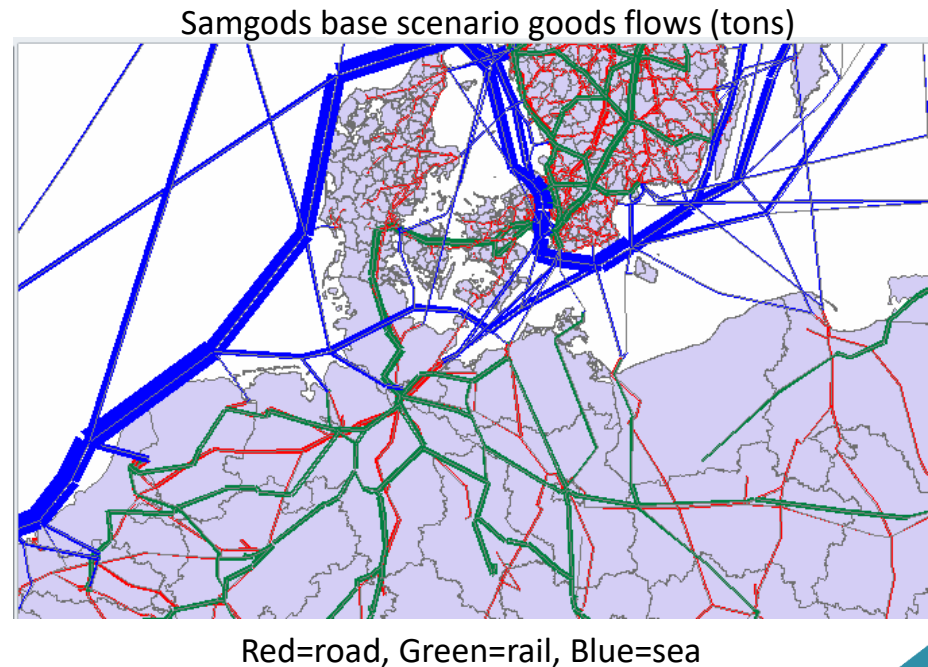 Samgods base scenario goods flows (tons)
Red=road, Green=rail, Blue=sea